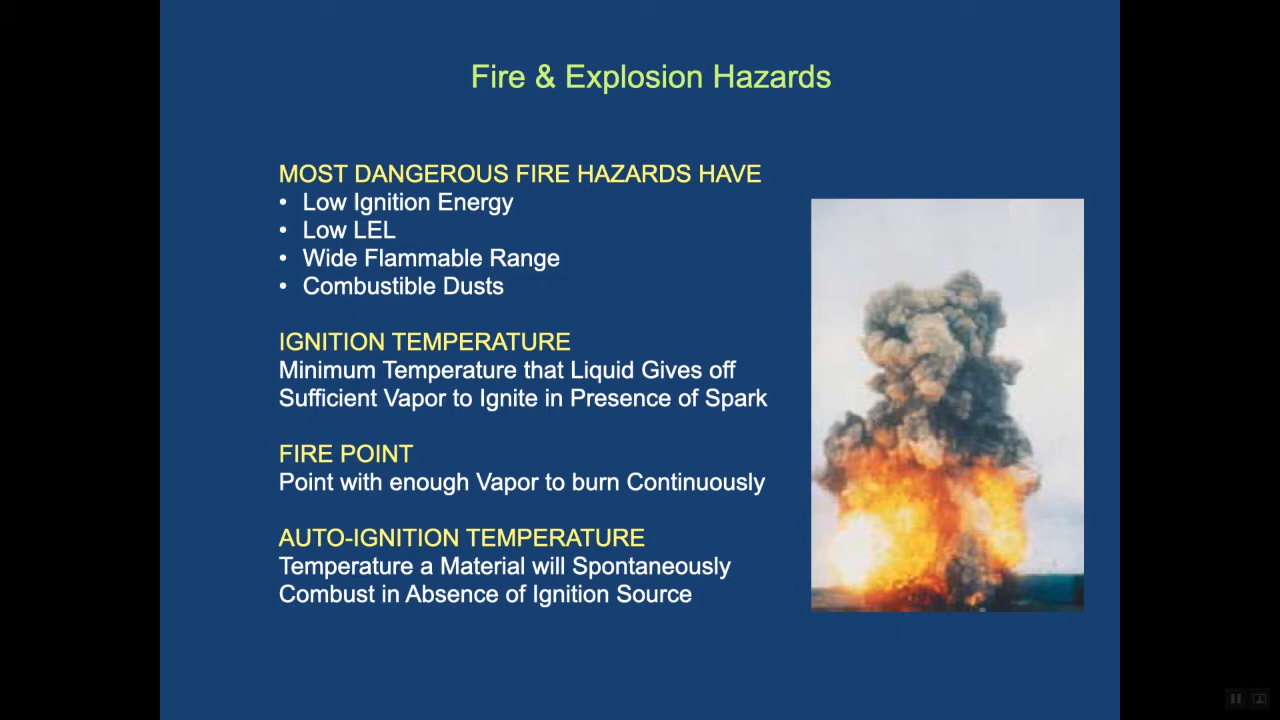 Fire & Explosion Hazards
MOST DANGEROUS FIRE HAZARDS HAVE
• Low Ignition Energy
• Low LEL
• Wide Flammable Range
• Combustible Dusts
IGNITION TEMPERATURE
Minimum Temperature that Liquid Gives off
Sufficient Vapor to Ignite in Presence of Spark
FIRE POINT
Point with enough Vapor to burn Continuously
AUTO-IGNITION TEMPERATURE
Temperature a Material will Spontaneously
Combust in Absence of Ignition Source